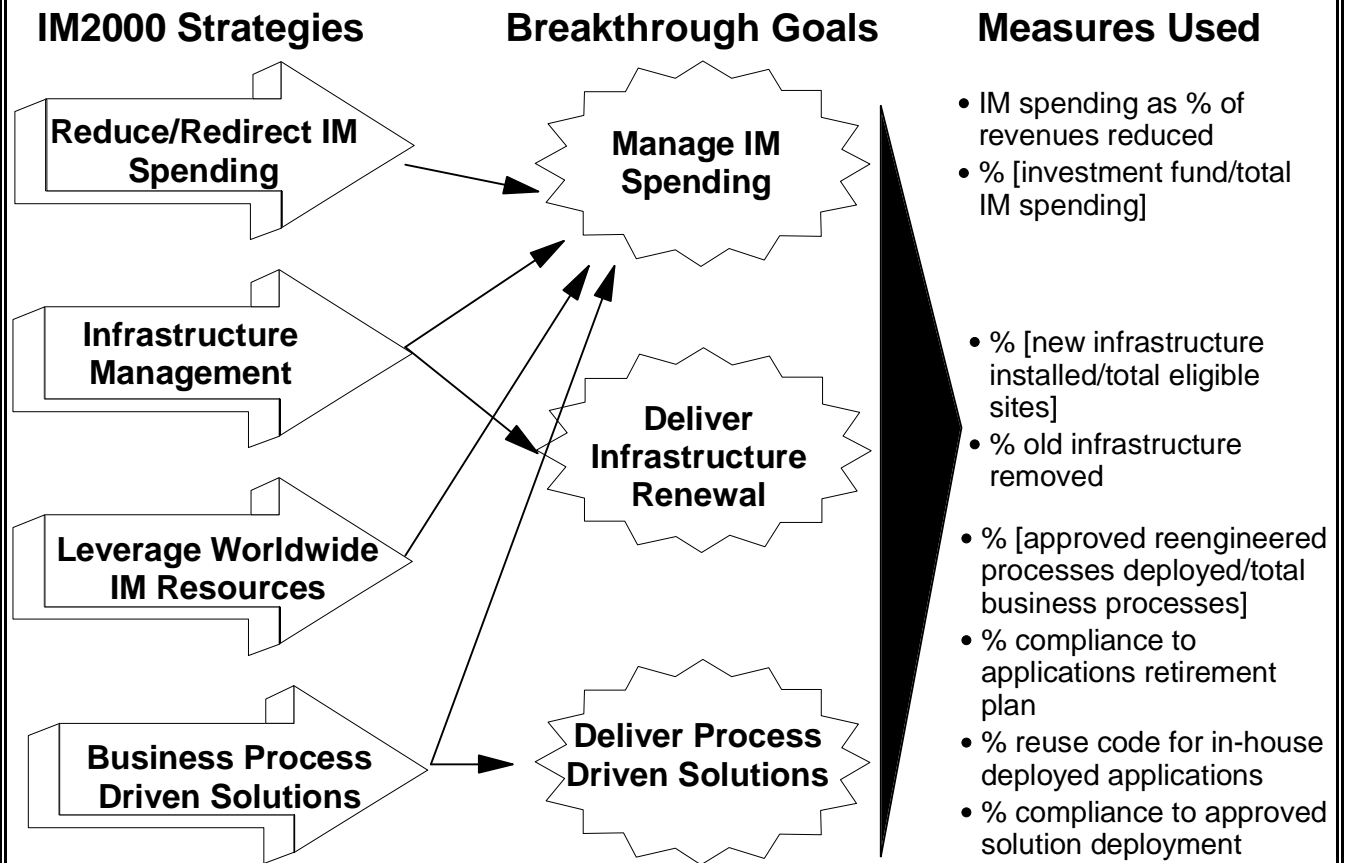 IM2000 Strategies
Breakthrough Goals
Measures Used
Reduce/Redirect IM
Spending
Infrastructure
Management
Leverage Worldwide
IM Resources
Business Process
Driven Solutions
Manage IM
Spending
Deliver
Infrastructure
Renewal
Deliver Process
Driven Solutions
• IM spending as % of
revenues reduced
• % [investment fund/total
IM spending]
• % [new infrastructure
installed/total eligible
sites]
• % old infrastructure
removed
• % [approved reengineered
processes deployed/total
business processes]
• % compliance to
applications retirement
plan
• % reuse code for in-house
deployed applications
• % compliance to approved
solution deployment